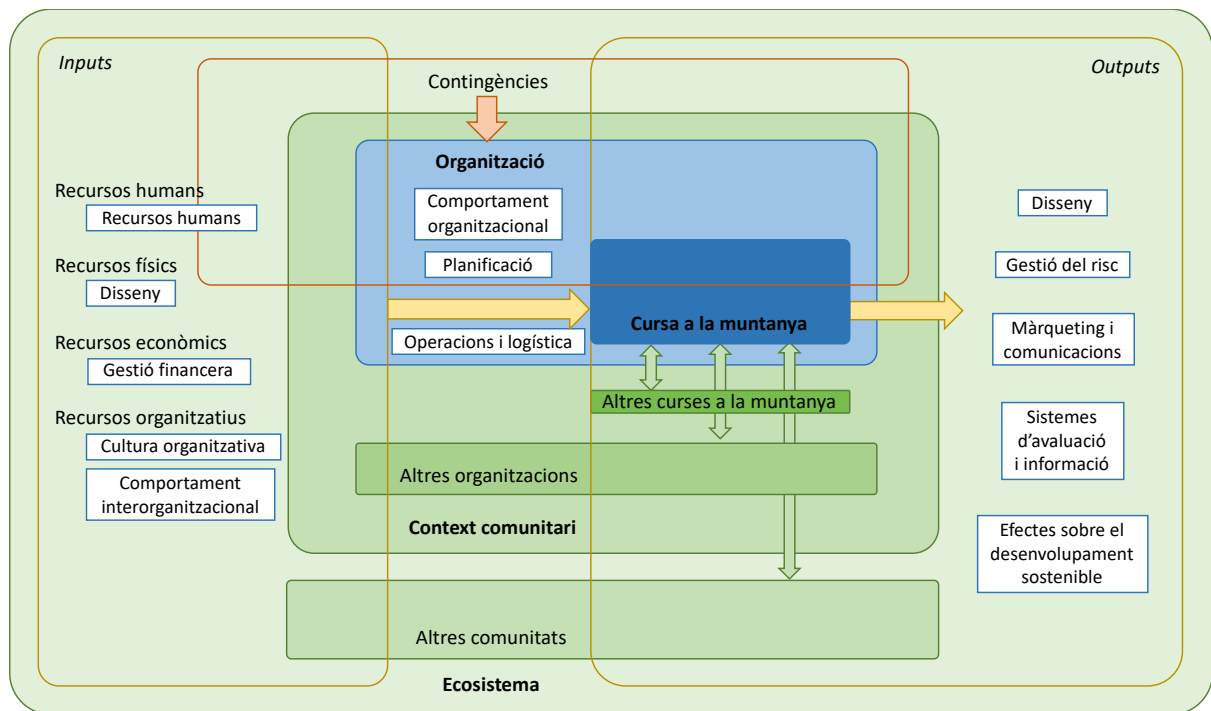 Inputs
Outputs
Contingències
Organització
Recursos humans
Recursos humans
Recursos físics
Disseny
Recursos econòmics
Gestió financera
Recursos organitzatius
Cultura organitzativa
Comportament
interorganitzacional
Comportament
organitzacional
Planificació
Operacions i logística
Cursa a la muntanya
Altres curses a la muntanya
Altres organitzacions
Context comunitari
Altres comunitats
Ecosistema
Disseny
Gestió del risc
Màrqueting i
comunicacions
Sistemes
d’avaluació
i informació
Efectes sobre el
desenvolupament
sostenible